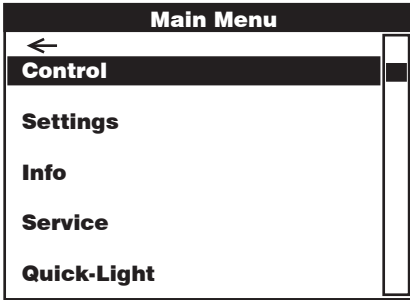 Main Menu
←
Control
Settings
Info
Service
Quick-Light